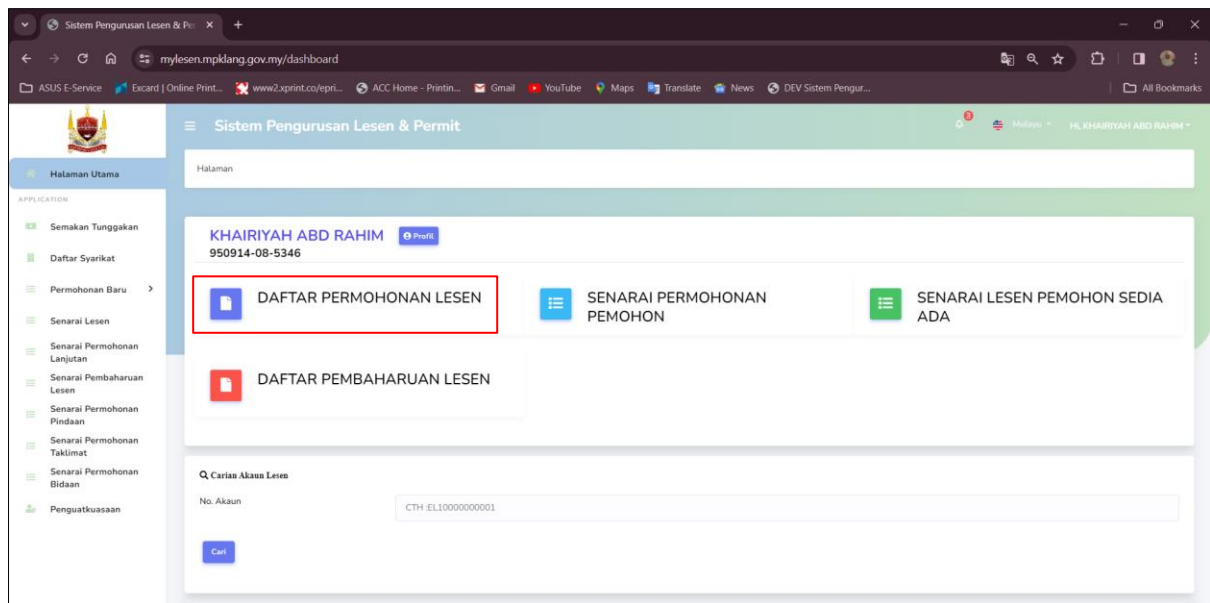 Sistem Pengurusan Lesen & Per
mylesen.mpklang.gov.my/dashboard
ASUS E-Service
Excard | Online Print...
www2.xprint.co/epri...
ACC Home - Printin...
Gmail
YouTube
Maps
Translate
News
DEV Sistem Pengur...
All Bookmarks
Sistem Pengurusan Lesen & Permit
3
Melayu
HI, KHAIRIYAH ABD RAHIM
Halaman Utama
APPLICATION
Semakan Tunggakan
Daftar Syarikat
Permohonan Baru
Senarai Lesen
Senarai Permohonan
Lanjutan
Senarai Pembaharuan
Lesen
Senarai Permohonan
Pindaan
Senarai Permohonan
Taklimat
Senarai Permohonan
Bidaan
Penguatkuasaan
Halaman
KHAIRIYAH ABD RAHIM
Profil
950914-08-5346
DAFTAR PERMOHONAN LESEN
SENARAI PERMOHONAN
PEMOHON
SENARAI LESEN PEMOHON SEDIA
ADA
DAFTAR PEMBAHARUAN LESEN
Carian Akaun Lesen
No. Akaun
CTH :EL10000000001
Cari